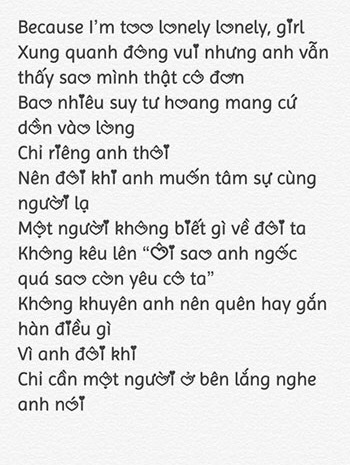 Because I’m too lonely lonely, girl
Xung quanh đông vui nhưng anh vẫn
thấy sao mình thật cô đơn
Bao nhiêu suy tư hoang mang cứ
dồn vào lòng
Chi riêng anh thôi
Nên đôi khi anh muốn tâm sự cùng
người lạ
Một người không biết gì về đôi ta
Không kêu lên “Ôi sao anh ngốc
quá sao còn yêu cô ta”
Không khuyên anh nên quên hay gắn
hàn điều gì
Vì anh đôi khi
Chi cần một người ở bên lắng nghe
anh nói